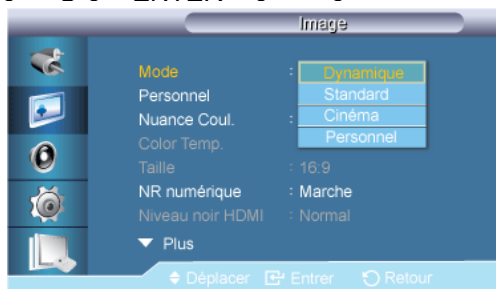 Image
Mode : Dynamique
Personnel Standard
Nuance Coul. : Cinéma
Color Temp. Personnel
Taille : 16:9
NR numérique : Marche
Niveau noir HDMI : Normal
▼ Plus
Déplacer Entrer Retour